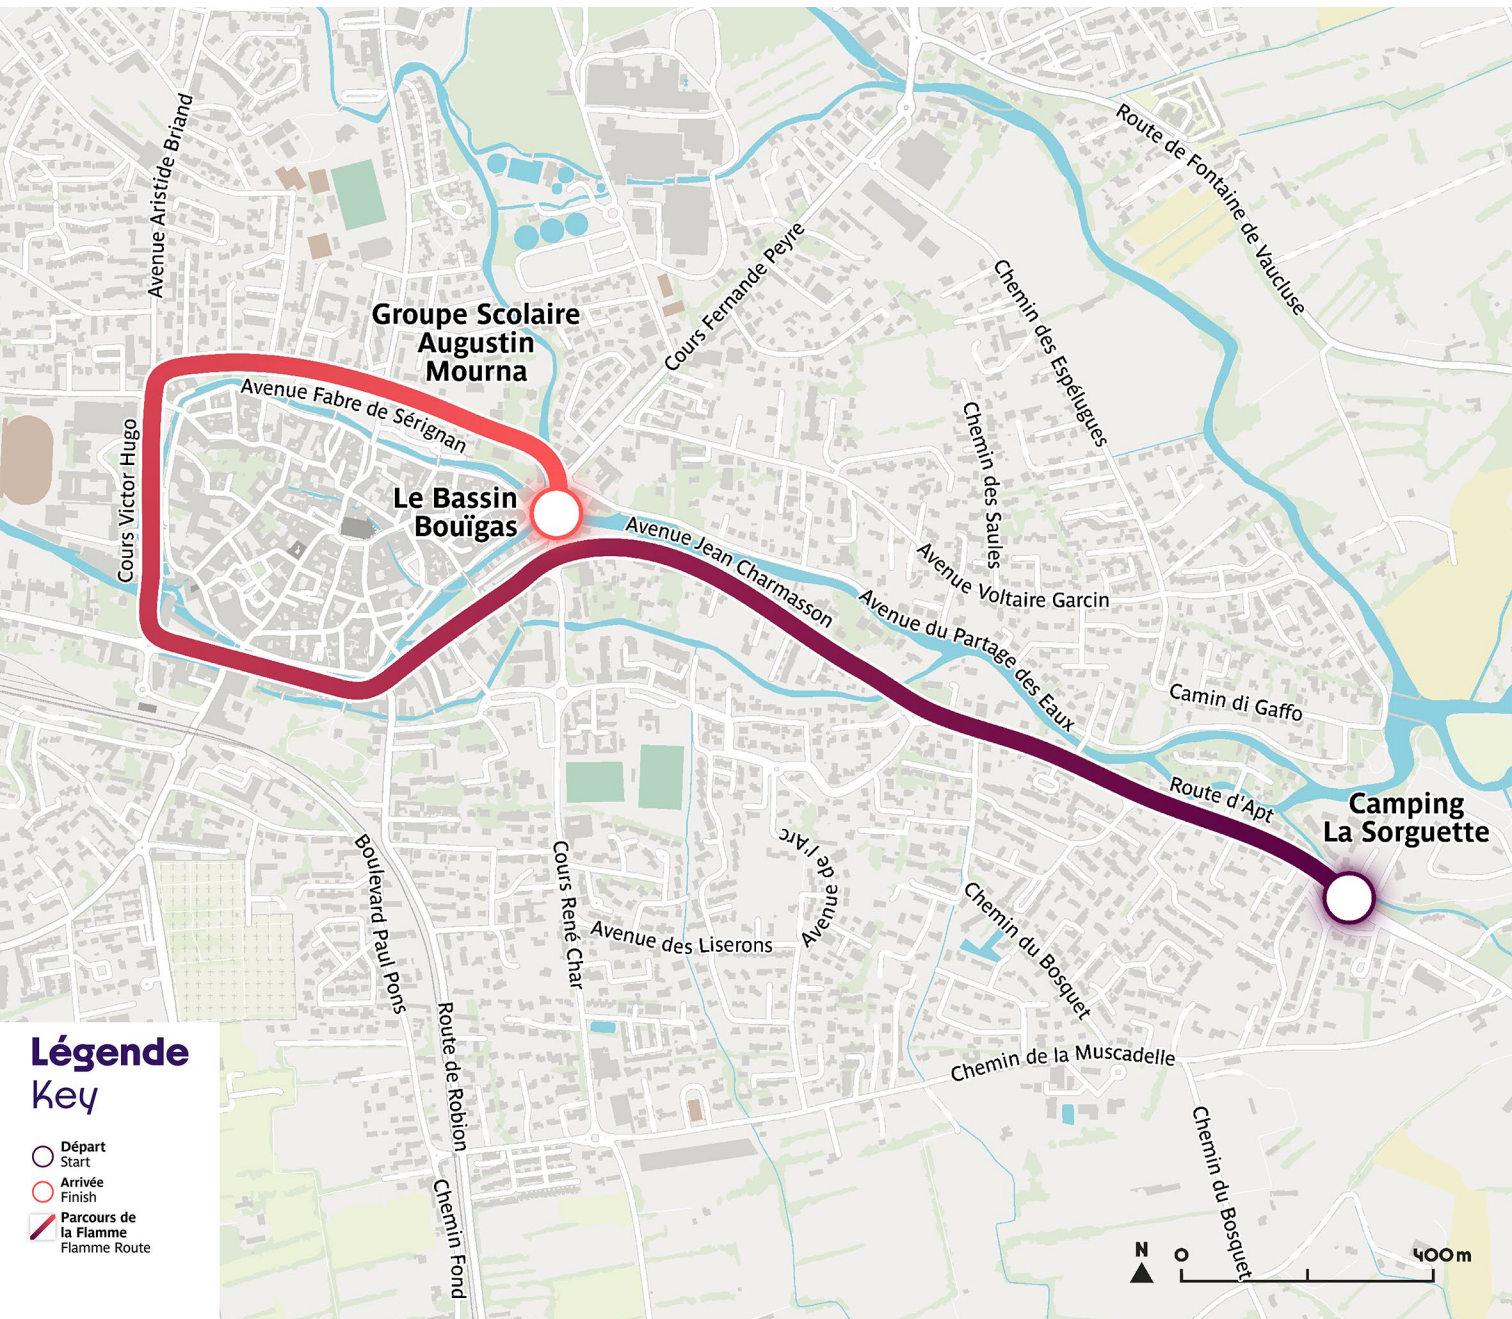 Avenue Aristide Briand
Route de Fontaine de Vaucluse
Cours Fernande Peyre
Chemin des Espélugues
Groupe Scolaire
Augustin
Mourna
Avenue Fabre de Sérignan
Cours Victor Hugo
Chemin des Saules
Le Bassin
Bouïgas
Avenue Jean Charmasson
Avenue Voltaire Garcin
Avenue du Partage des Eaux
Camin di Gaffo
Route d'Apt
Camping
La Sorguette
Boulevard Paul Pons
Cours René Char
Avenue de l'Arc
Avenue des Liserons
Chemin du Bosquet
Route de Robion
Chemin de la Muscadelle
Chemin du Bosquet
Chemin Fond
Légende
Key
Départ
Start
Arrivée
Finish
Parcours de
la Flamme
Flamme Route
N
0 400 m